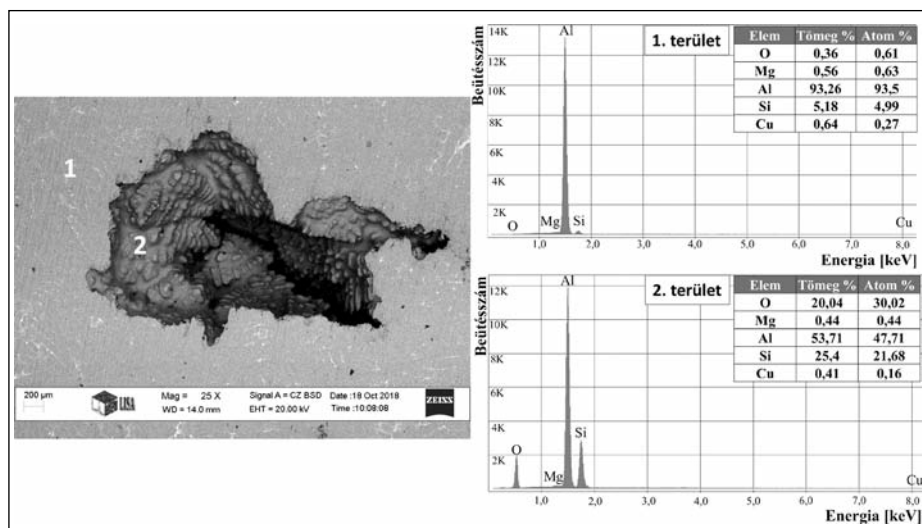 1
2
200 µm
LISA
Mag = 25 X
WD = 14.0 mm
Signal A = CZ BSD
EHT = 20.00 kV
Date :18 Oct 2018
Time :10:08:08
ZEISS
1. terület
Beütésszám
14K
12K
10K
8K
6K
4K
2K
Al
O
Mg
Si
Cu
1,0 2,0 3,0 4,0 5,0 6,0 7,0 8,0
Energia [keV]
Elem Tömeg % Atom %
O 0,36 0,61
Mg 0,56 0,63
Al 93,26 93,5
Si 5,18 4,99
Cu 0,64 0,27
2. terület
Beütésszám
12K
10K
8K
6K
4K
2K
Al
O
Mg
Si
Cu
1,0 2,0 3,0 4,0 5,0 6,0 7,0 8,0
Energia [keV]
Elem Tömeg % Atom %
O 20,04 30,02
Mg 0,44 0,44
Al 53,71 47,71
Si 25,4 21,68
Cu 0,41 0,16